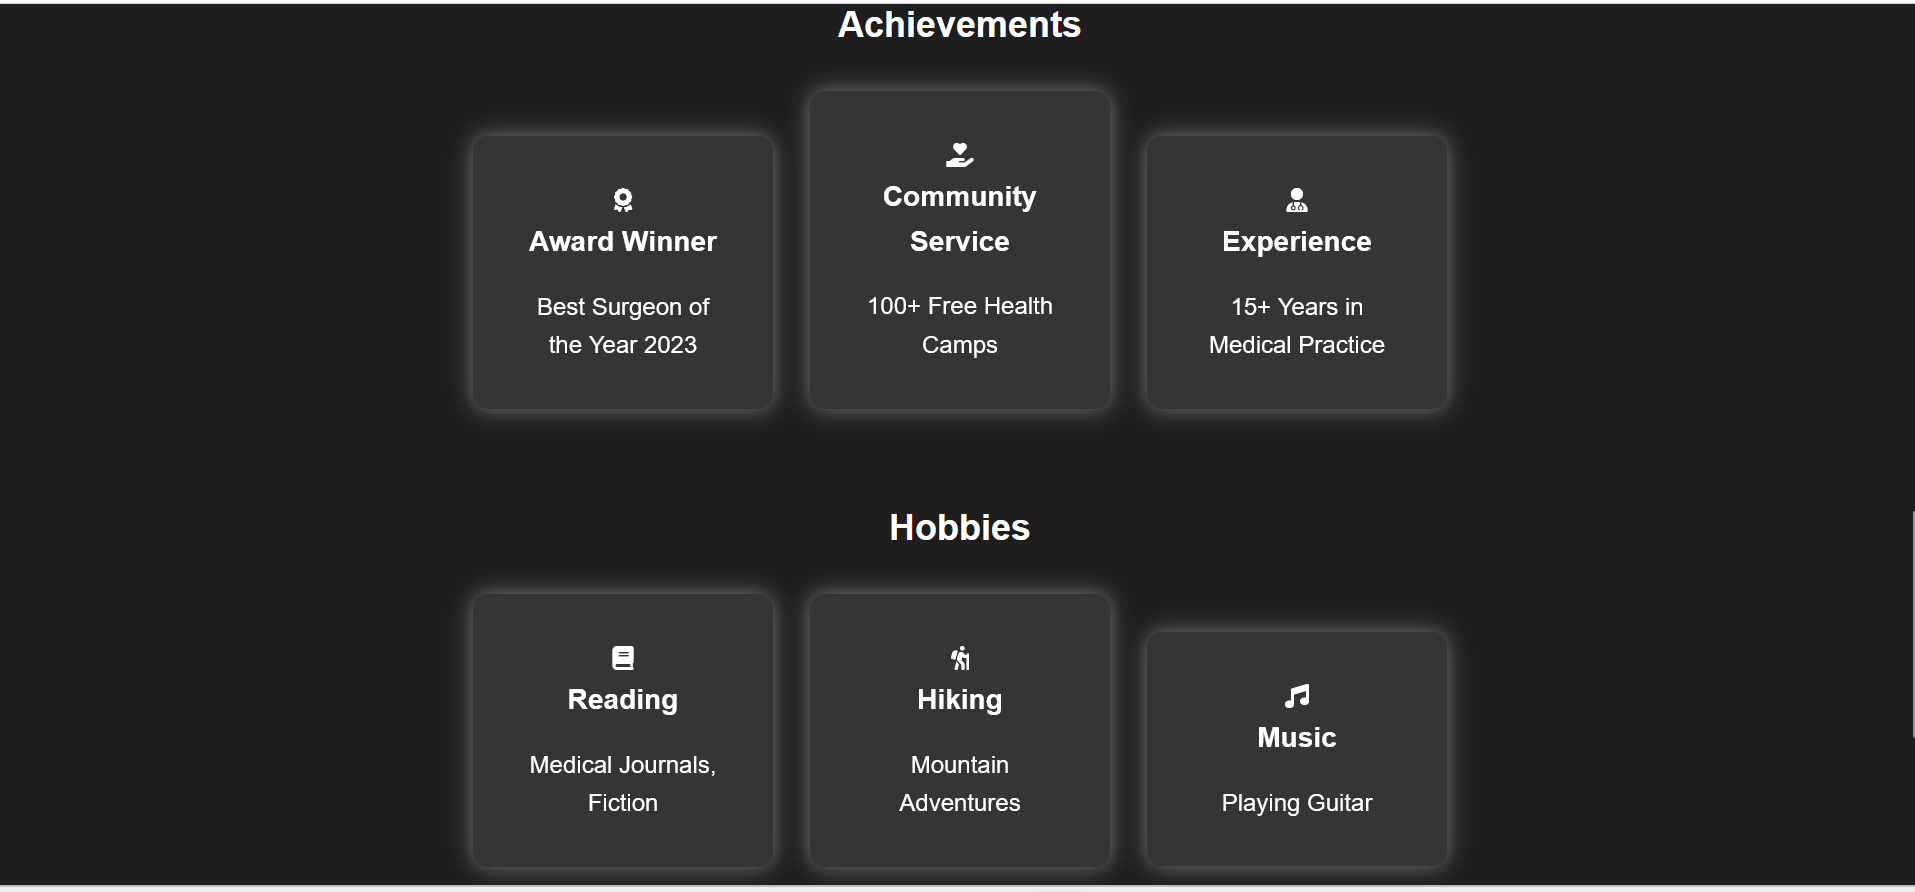 Achievements
Award Winner
Best Surgeon of
the Year 2023
Community
Service
100+ Free Health
Camps
Experience
15+ Years in
Medical Practice
Hobbies
Reading
Medical Journals,
Fiction
Hiking
Mountain
Adventures
Music
Playing Guitar